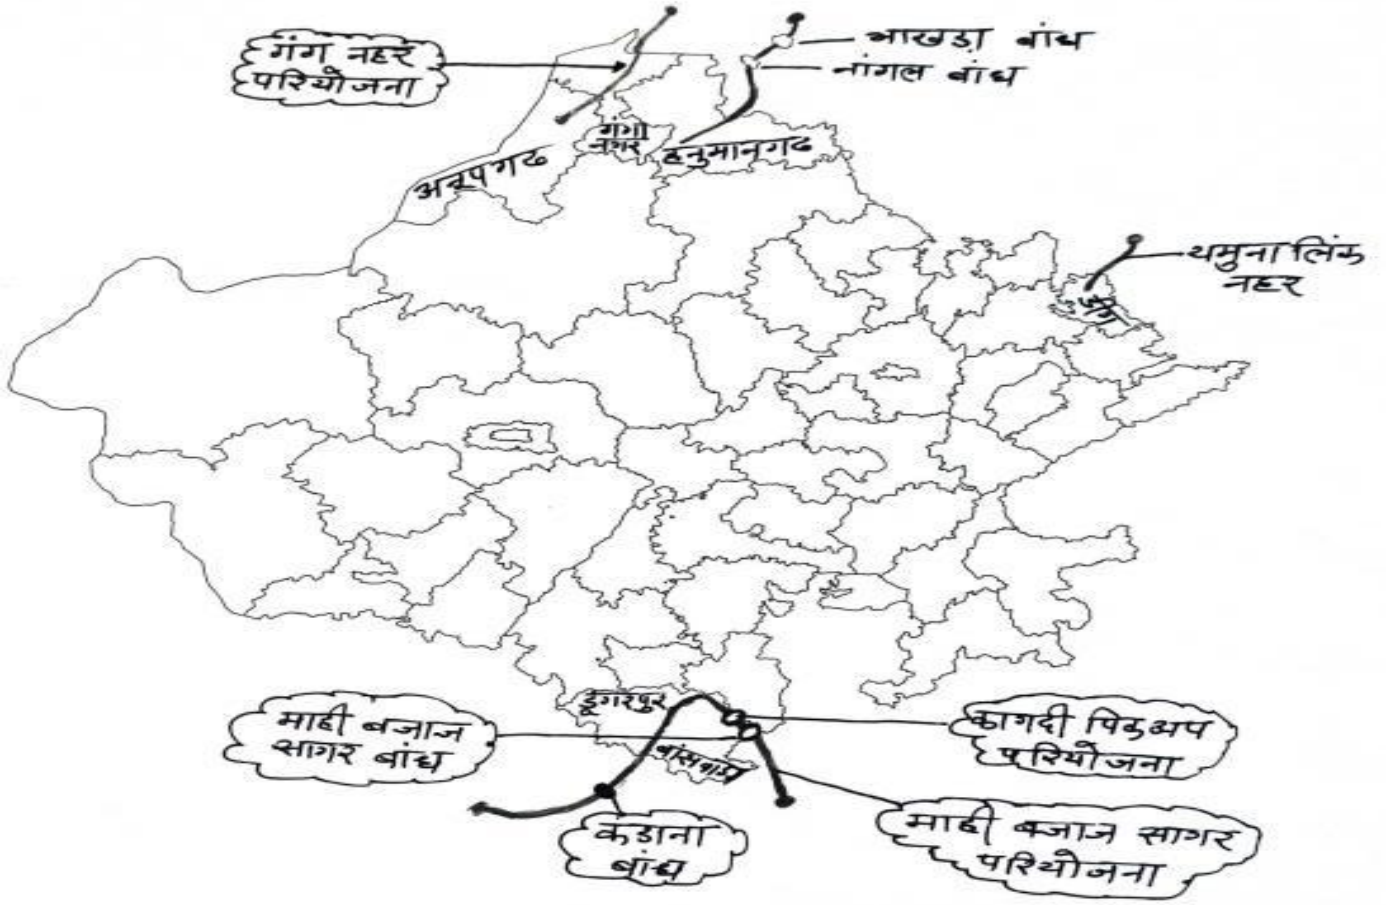 गंग नहर
परियोजना
भाखडा बांध
नांगल बांध
गंगा
नगर
हनुमानगढ
अनूपगढ
यमुना लिंक
नहर
डूंगरपुर
माही बजाज
सागर बांध
कागदी पिकअप
परियोजना
बांसवाडा
कडाना
बांध
माही बजाज सागर
परियोजना